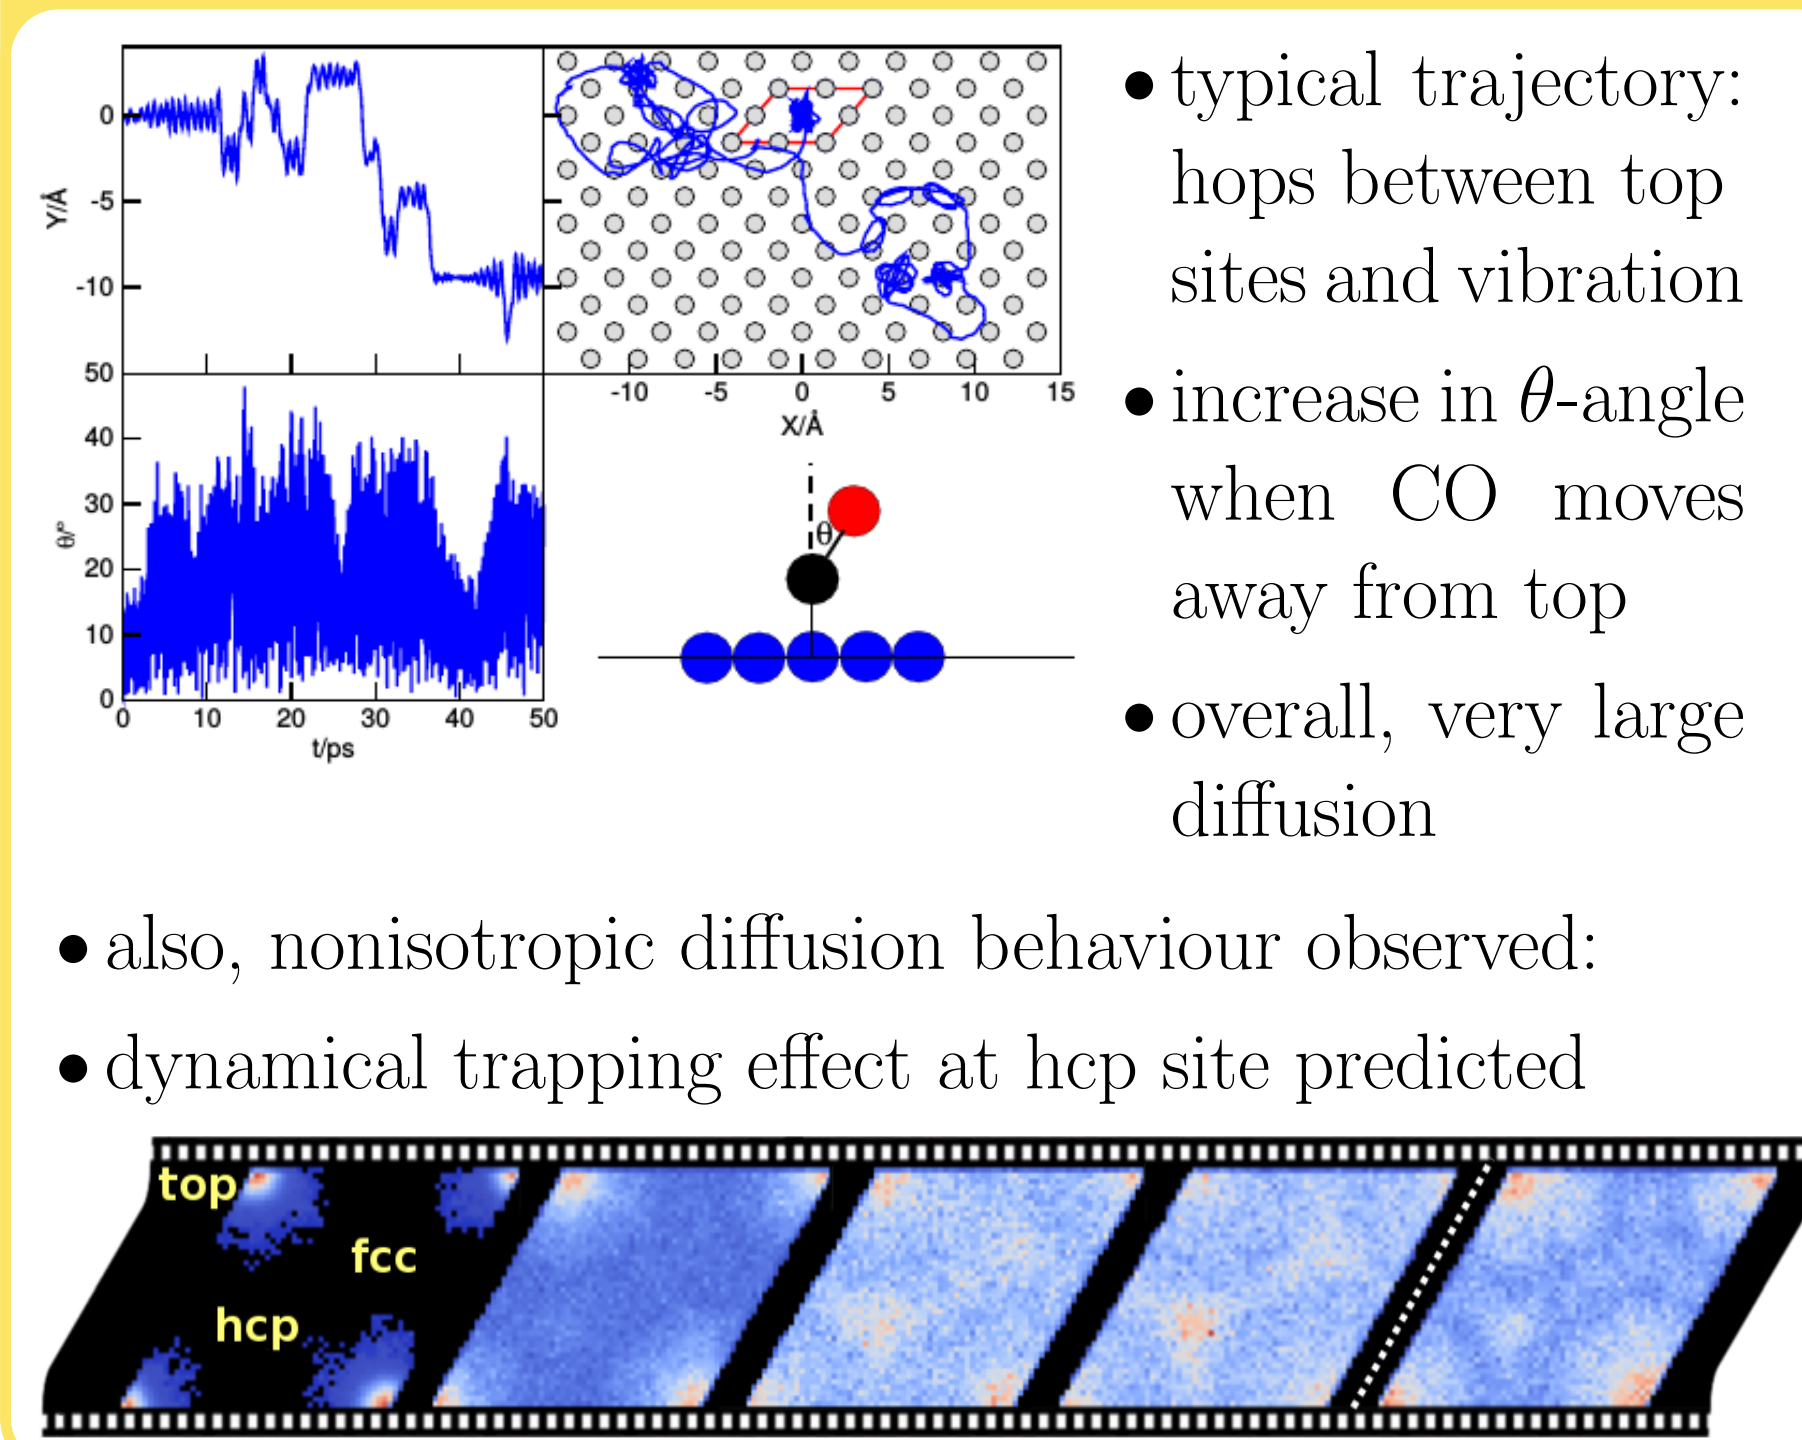 0
-5
-10
Y/Å
50
40
30
20
10
0
θ/°
0 10 20 30 40 50
t/ps
-10 -5 0 5 10 15
X/Å
θ
• typical trajectory:
hops between top
sites and vibration
• increase in θ-angle
when CO moves
away from top
• overall, very large
diffusion
• also, nonisotropic diffusion behaviour observed:
• dynamical trapping effect at hcp site predicted
top
fcc
hcp